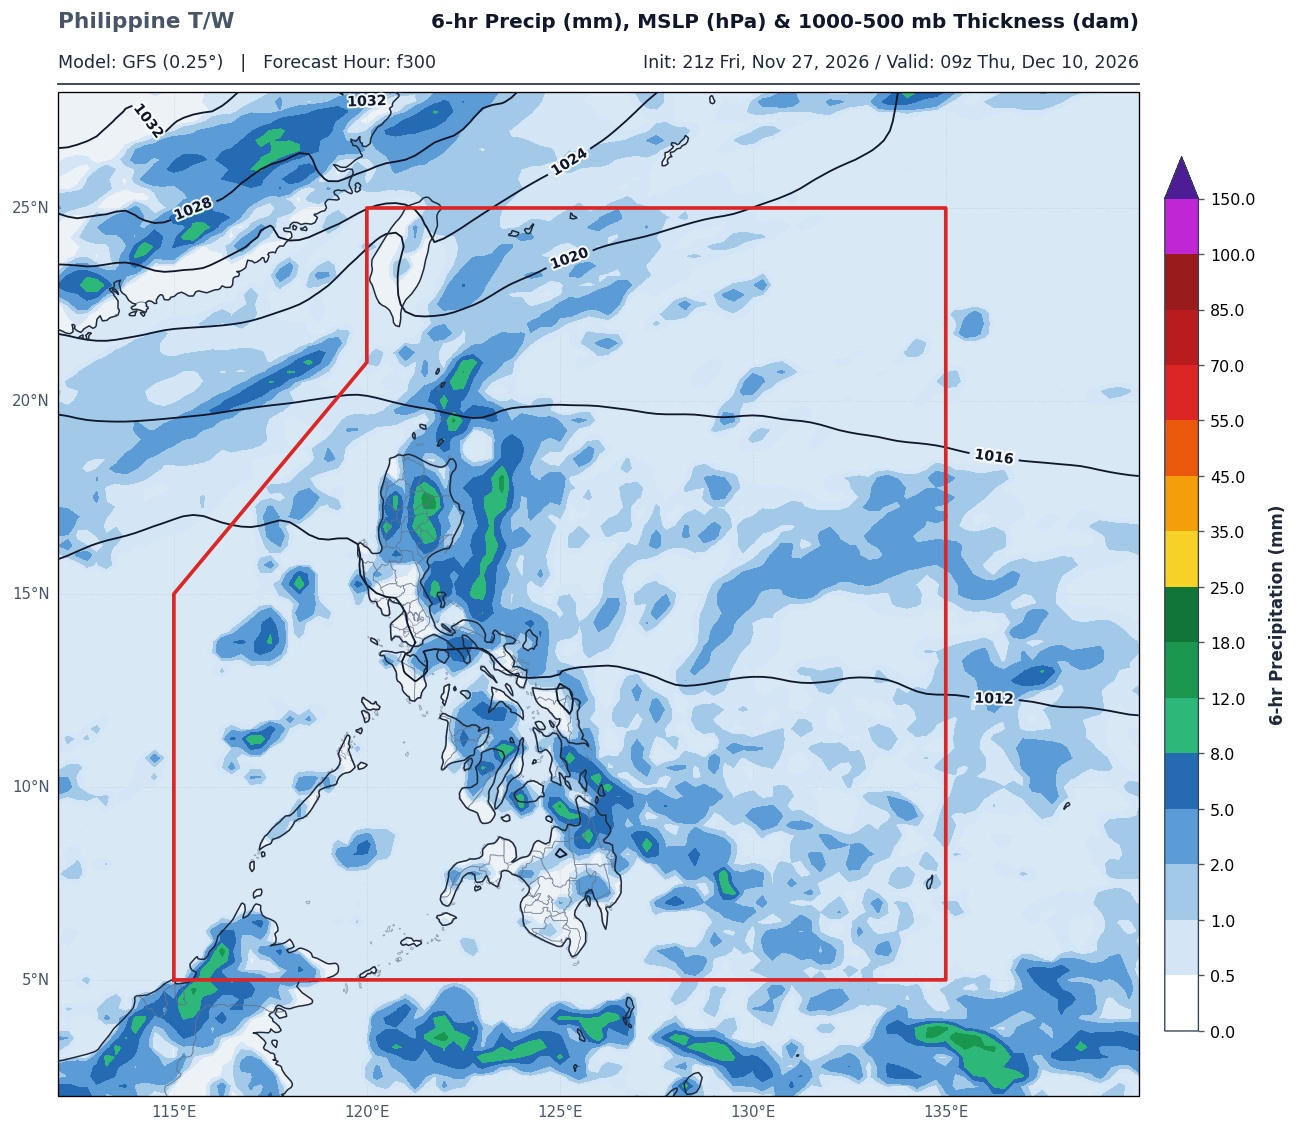 Philippine T/W
6-hr Precip (mm), MSLP (hPa) & 1000-500 mb Thickness (dam)
Model: GFS (0.25°) | Forecast Hour: f300
Init: 21z Fri, Nov 27, 2026 / Valid: 09z Thu, Dec 10, 2026
1032
1032
1024
1028
1020
1016
1012
25°N
20°N
15°N
10°N
5°N
115°E
120°E
125°E
130°E
135°E
150.0
100.0
85.0
70.0
55.0
45.0
35.0
25.0
18.0
12.0
8.0
5.0
2.0
1.0
0.5
0.0
6-hr Precipitation (mm)